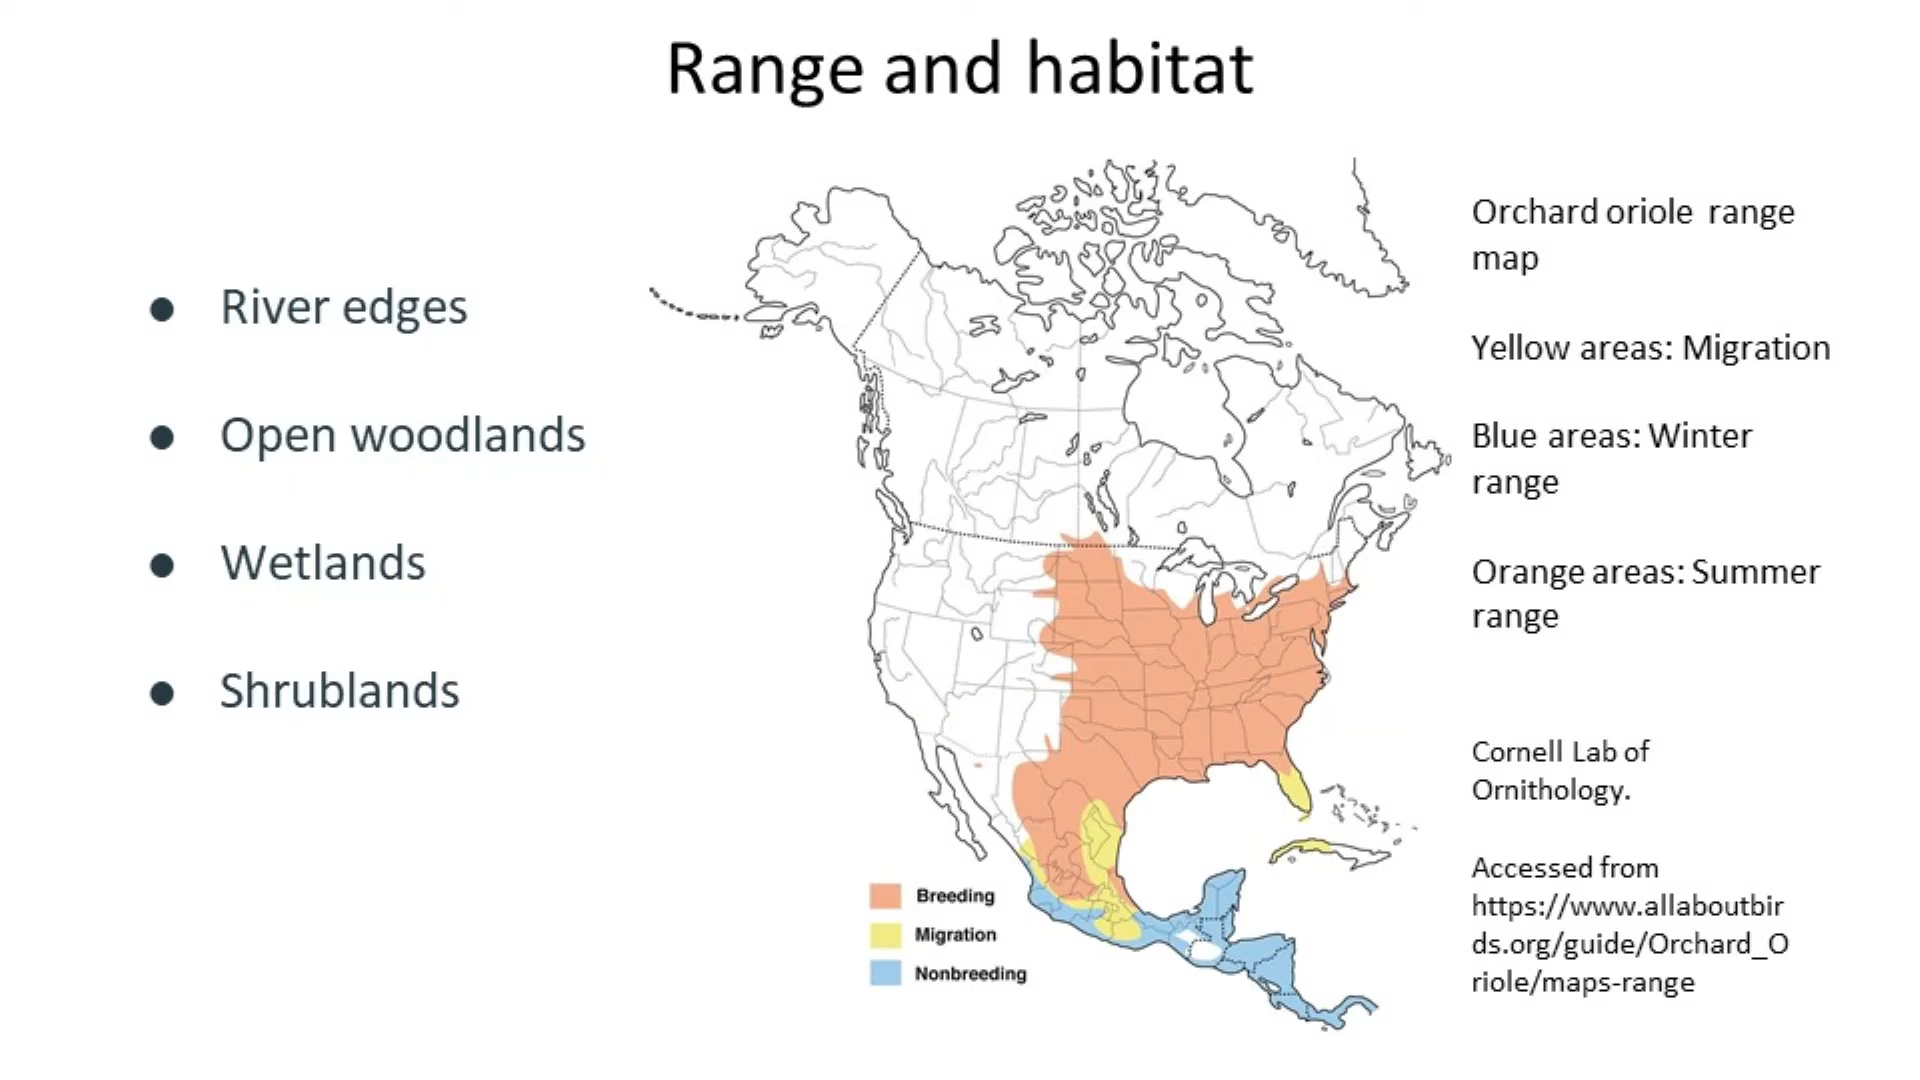 Range and habitat
● River edges
● Open woodlands
● Wetlands
● Shrublands
Breeding
Migration
Nonbreeding
Orchard oriole range
map
Yellow areas: Migration
Blue areas: Winter
range
Orange areas: Summer
range
Cornell Lab of
Ornithology.
Accessed from
https://www.allaboutbir
ds.org/guide/Orchard_O
riole/maps-range